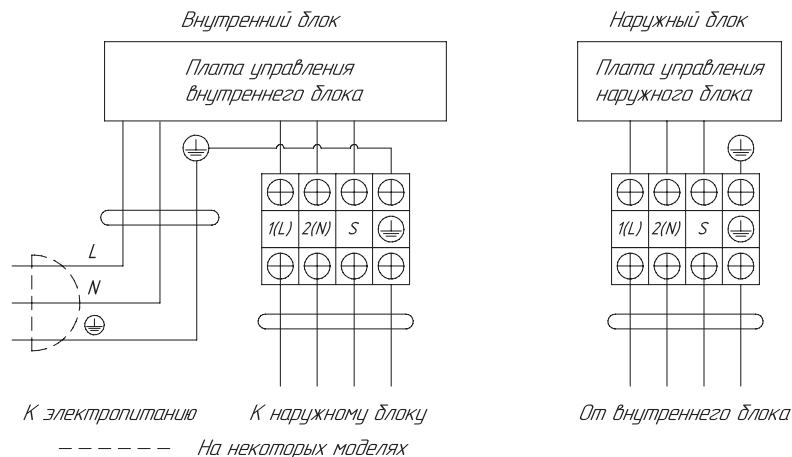 Внутренний блок
Наружный блок
Плата управления
внутреннего блока
Плата управления
наружного блока
1(L) 2(N) S
1(L) 2(N) S
L
N
К электропитанию
К наружному блоку
От внутреннего блока
На некоторых моделях